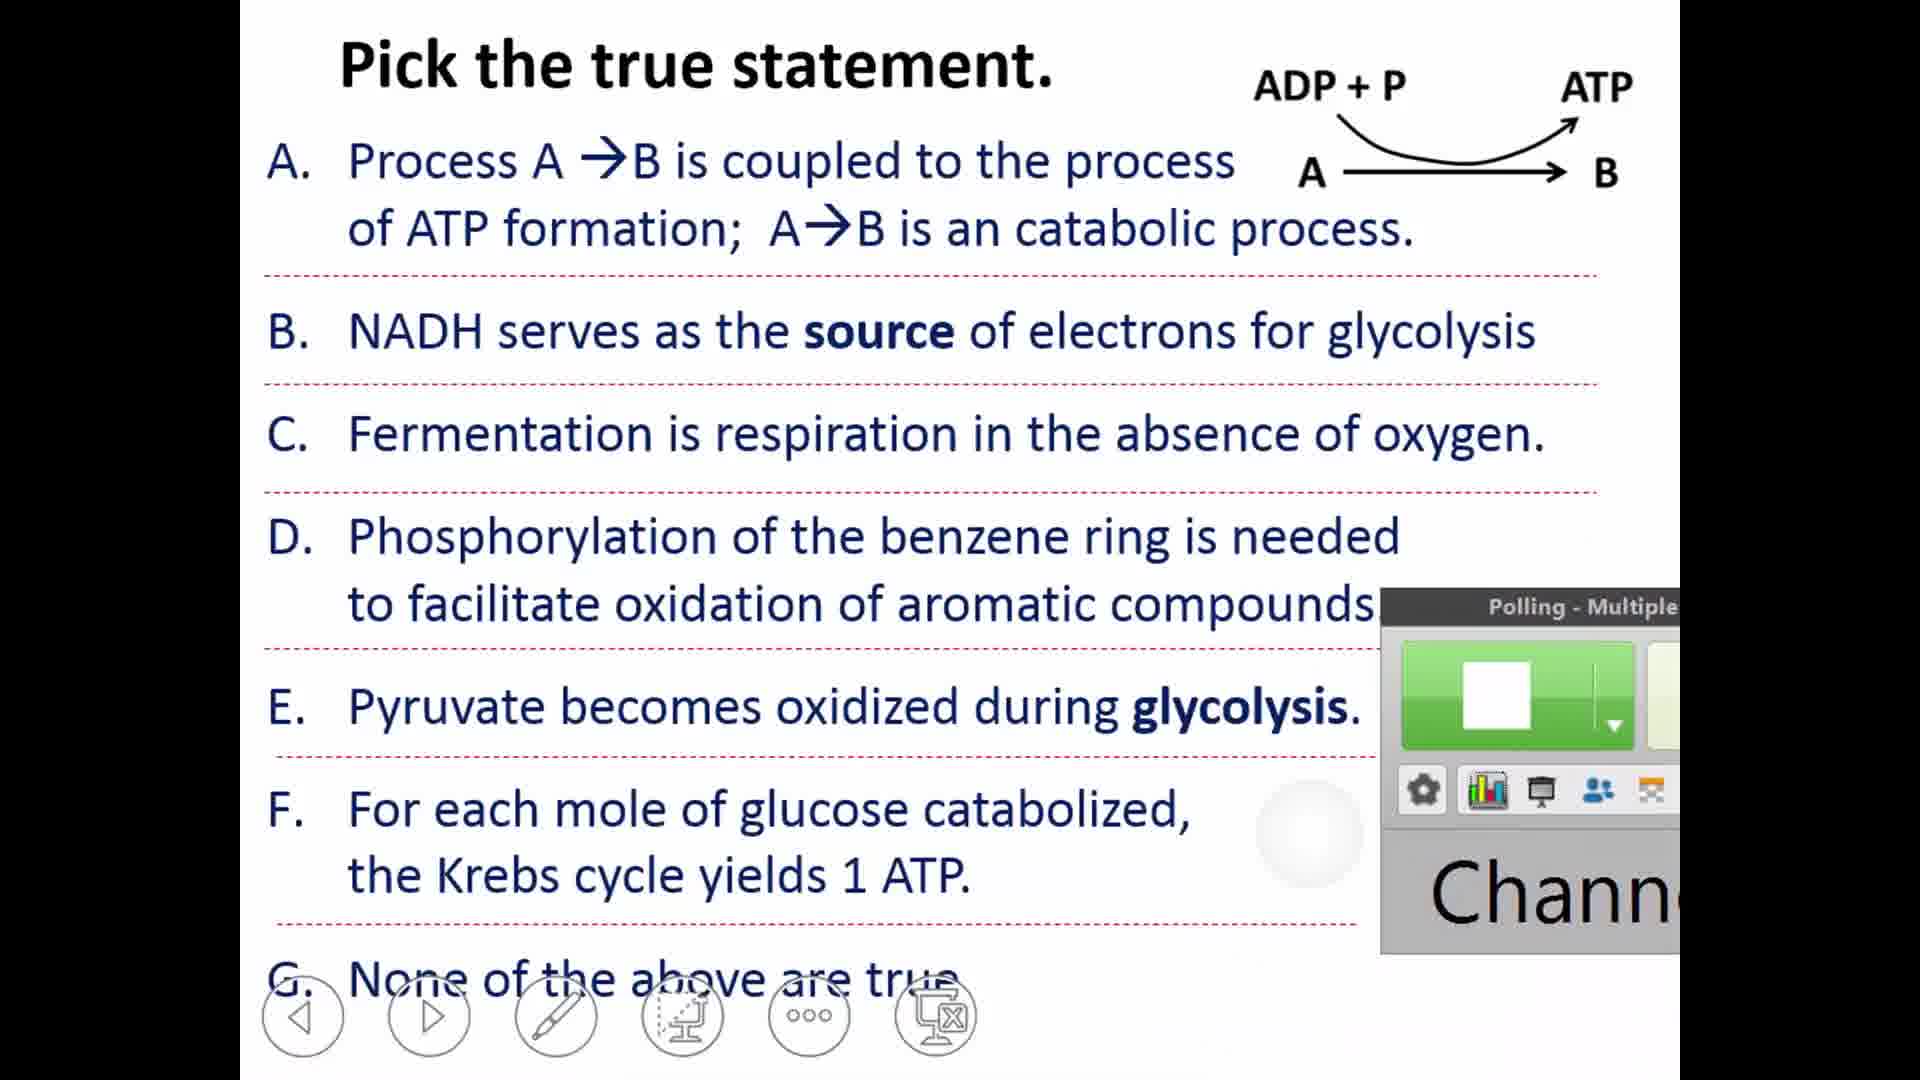 Pick the true statement.
ADP + P ATP
A → B
A. Process A →B is coupled to the process
of ATP formation; A→B is an catabolic process.
B. NADH serves as the source of electrons for glycolysis
C. Fermentation is respiration in the absence of oxygen.
D. Phosphorylation of the benzene ring is needed
to facilitate oxidation of aromatic compounds
Polling - Multiple
E. Pyruvate becomes oxidized during glycolysis.
F. For each mole of glucose catabolized,
the Krebs cycle yields 1 ATP.
Chann
G. None of the above are true